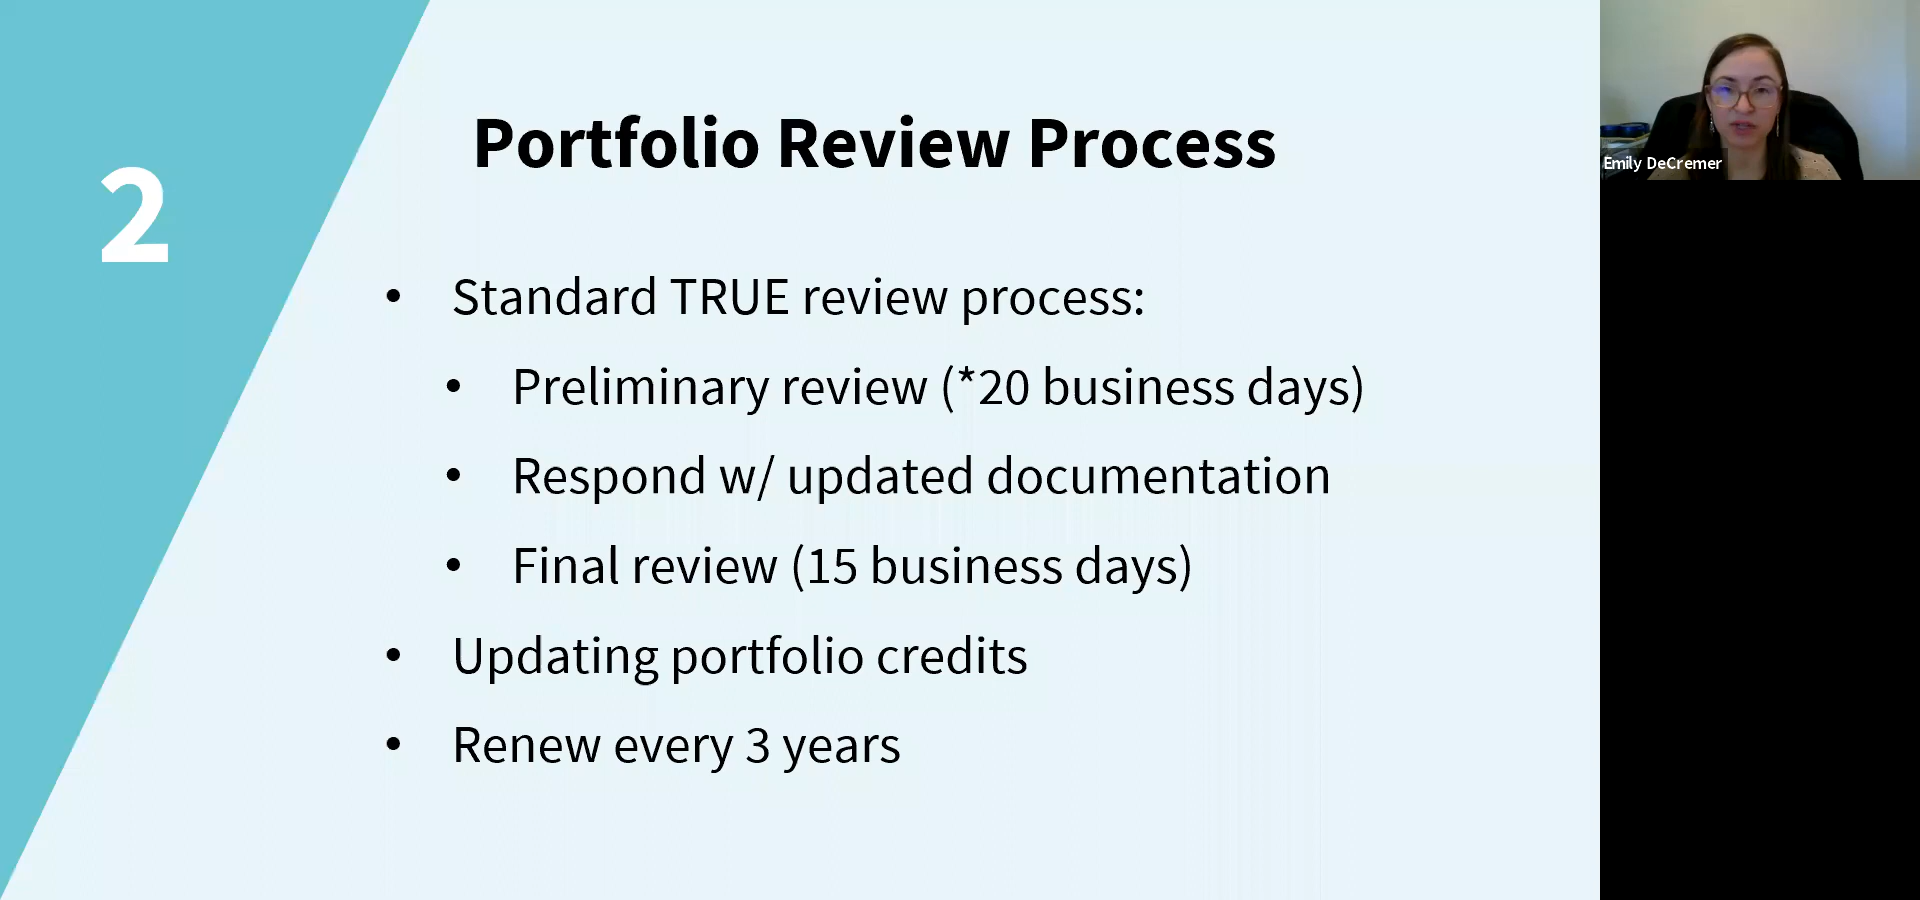 2
Portfolio Review Process
• Standard TRUE review process:
• Preliminary review (*20 business days)
• Respond w/ updated documentation
• Final review (15 business days)
• Updating portfolio credits
• Renew every 3 years
Emily DeCremer